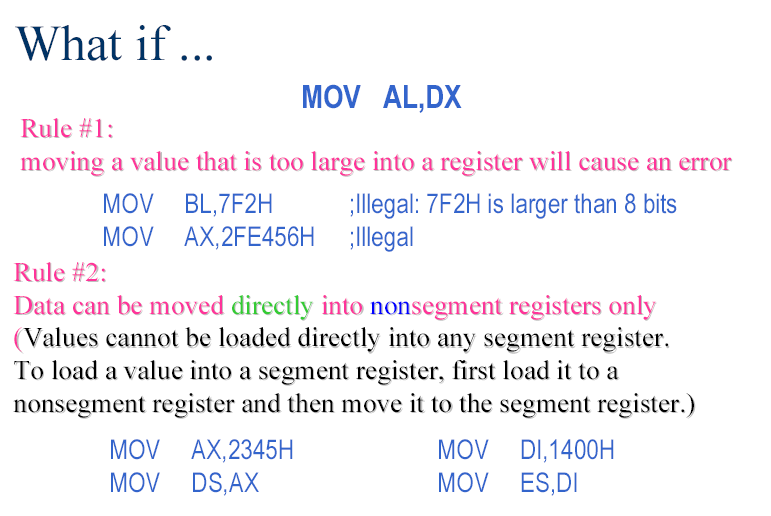 What if ...
MOV AL,DX
Rule #1:
moving a value that is too large into a register will cause an error
MOV BL,7F2H ;Illegal: 7F2H is larger than 8 bits
MOV AX,2FE456H ;Illegal
Rule #2:
Data can be moved directly into nonsegment registers only
(Values cannot be loaded directly into any segment register.
To load a value into a segment register, first load it to a
nonsegment register and then move it to the segment register.)
MOV AX,2345H MOV DI,1400H
MOV DS,AX MOV ES,DI